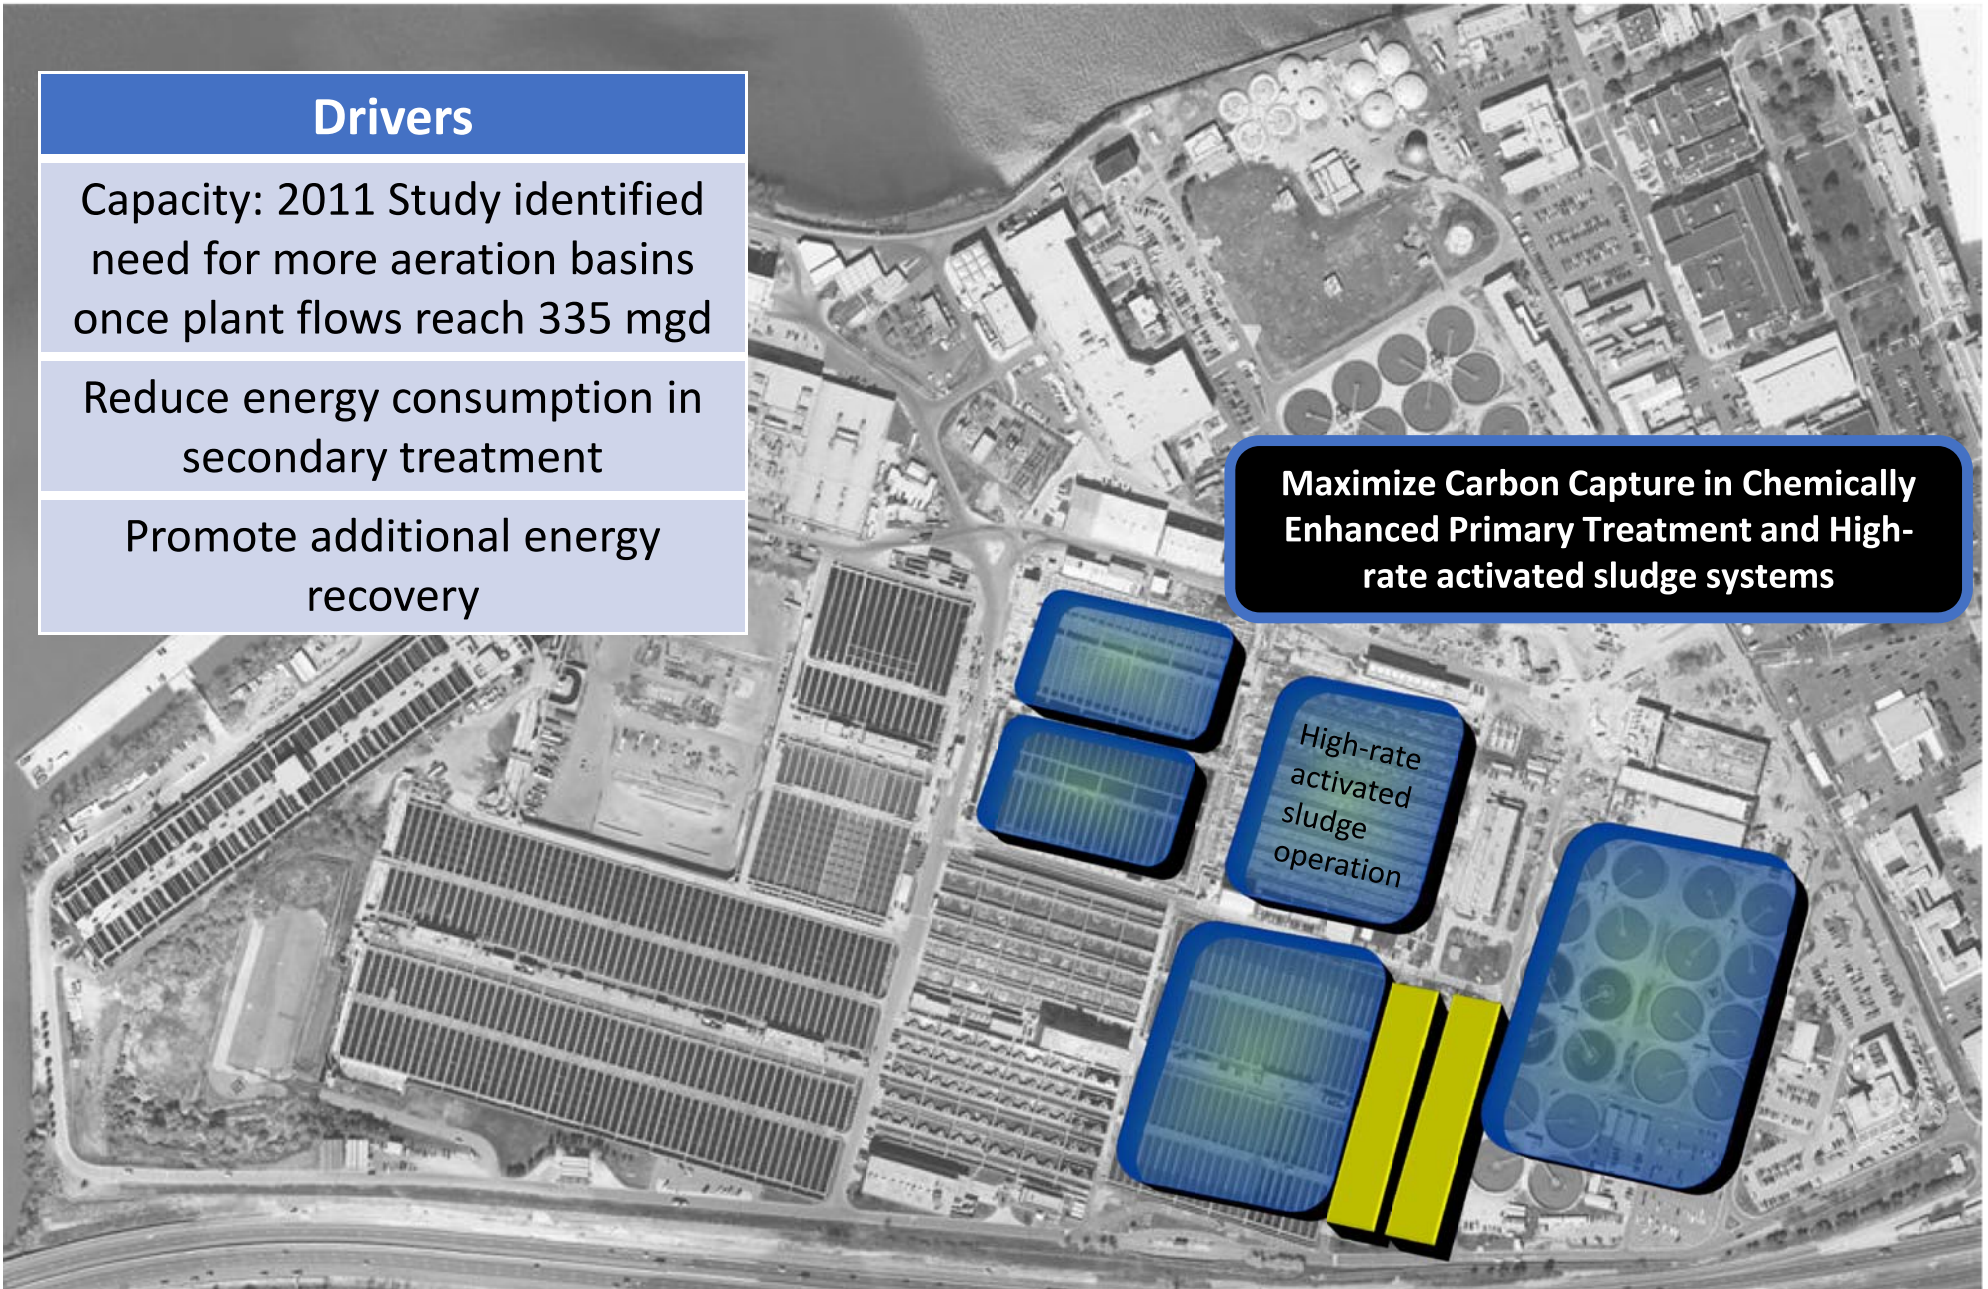 Drivers
Capacity: 2011 Study identified
need for more aeration basins
once plant flows reach 335 mgd
Reduce energy consumption in
secondary treatment
Promote additional energy
recovery
Maximize Carbon Capture in Chemically
Enhanced Primary Treatment and High-
rate activated sludge systems
High-rate
activated
sludge
operation